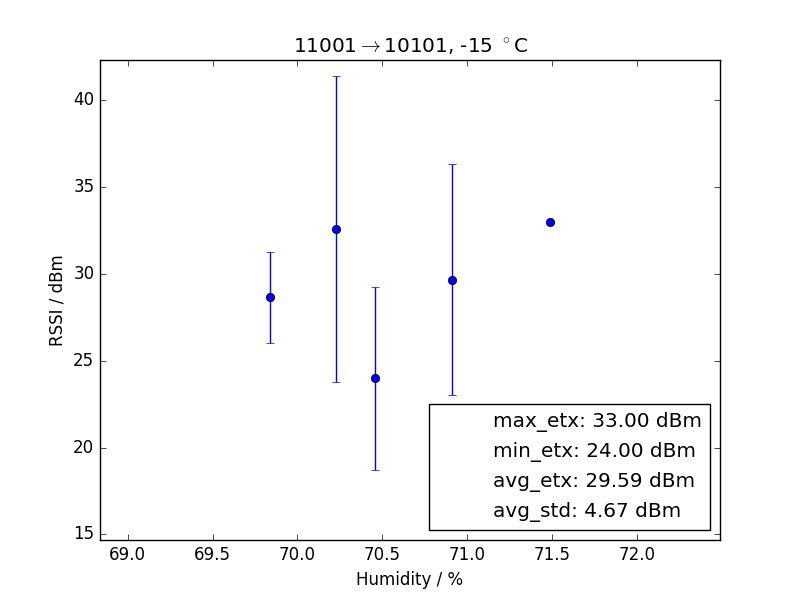 11001→10101, -15 °C
40
35
30
25
20
15
RSSI / dBm
max_etx: 33.00 dBm
min_etx: 24.00 dBm
avg_etx: 29.59 dBm
avg_std: 4.67 dBm
69.0 69.5 70.0 70.5 71.0 71.5 72.0
Humidity / %